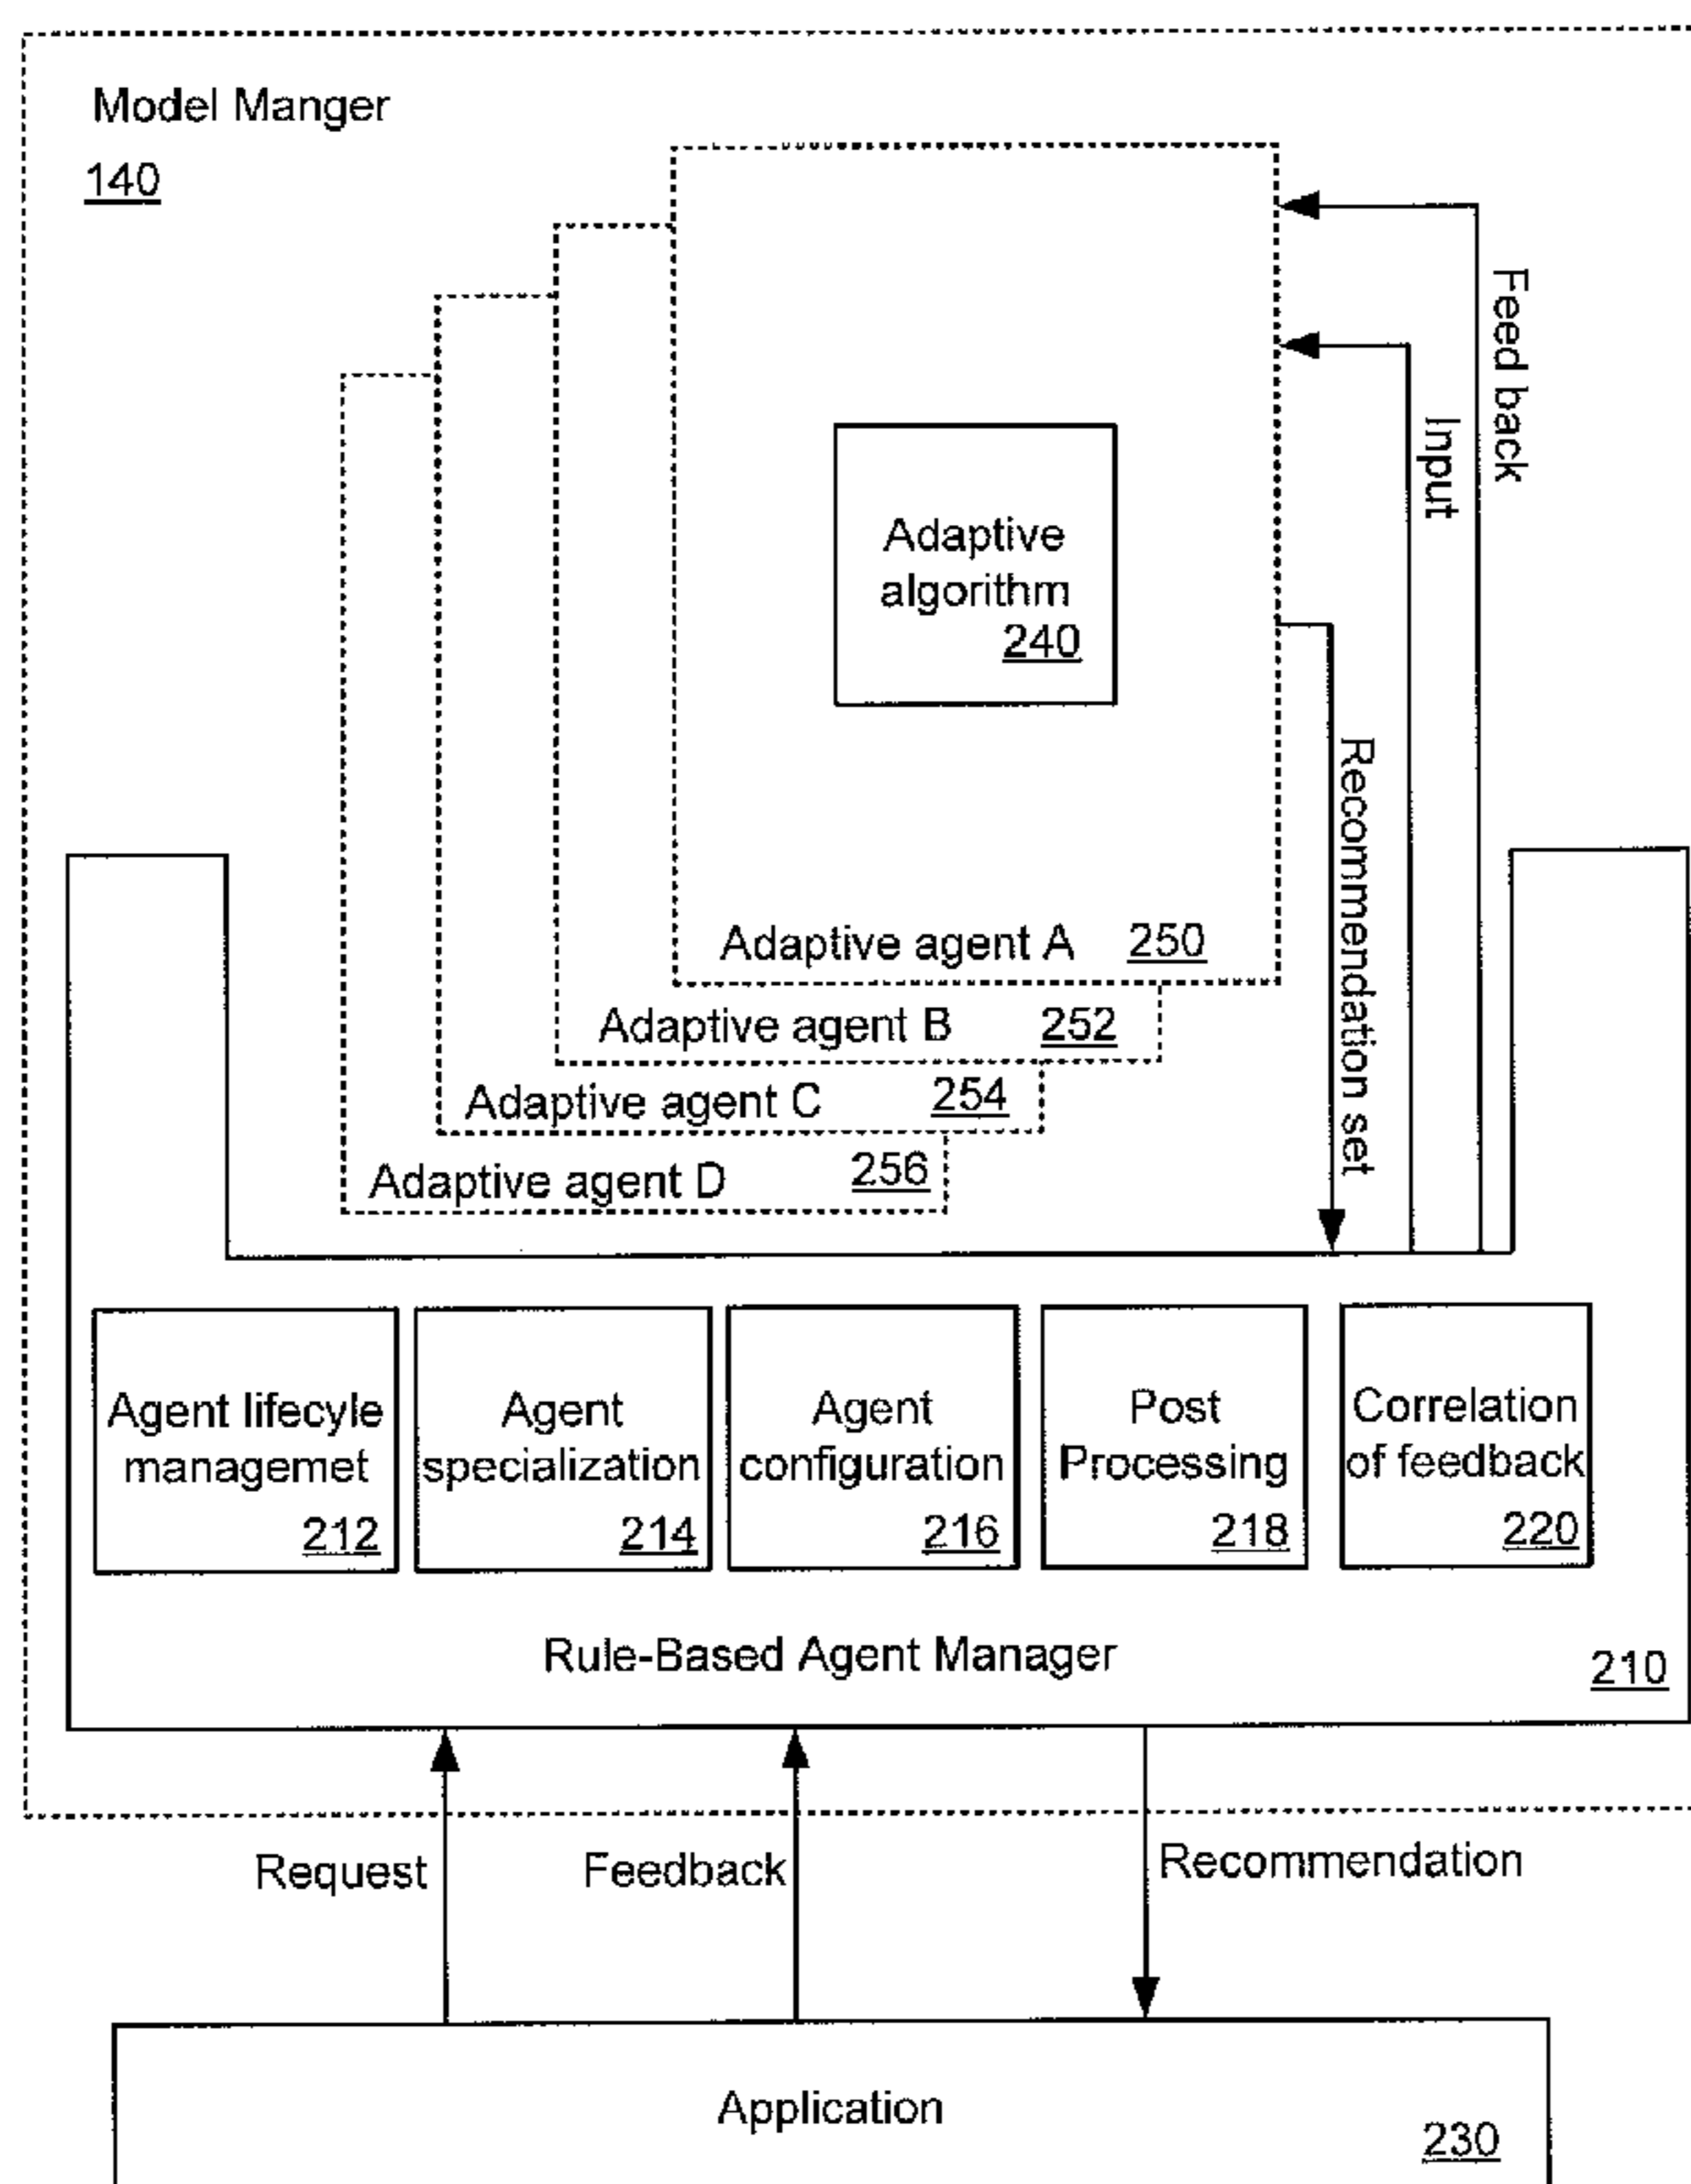 Model Manger
140
Feed back
Input
Adaptive
algorithm
240
Recommendation set
Adaptive agent A 250
Adaptive agent B 252
Adaptive agent C 254
Adaptive agent D 256
Agent lifecyle
managemet
212
Agent
specialization
214
Agent
configuration
216
Post
Processing
218
Correlation
of feedback
220
Rule-Based Agent Manager
210
Request
Feedback
Recommendation
Application
230